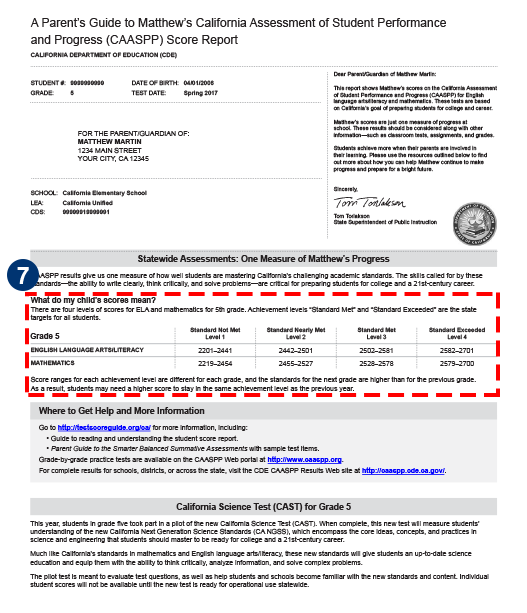 A Parent's Guide to Matthew's California Assessment of Student Performance
and Progress (CAASPP) Score Report
CALIFORNIA DEPARTMENT OF EDUCATION (CDE)
STUDENT #: 9999999999 DATE OF BIRTH: 04/01/2006
GRADE: 5 TEST DATE: Spring 2017
FOR THE PARENT/GUARDIAN OF:
MATTHEW MARTIN
1234 MAIN STREET
YOUR CITY, CA 12345
SCHOOL: California Elementary School
LEA: California Unified
CDS: 99999919999991
Dear Parent/Guardian of Matthew Martin:
This report shows Matthew's scores on the California Assessment
of Student Performance and Progress (CAASPP) for English
language arts/literacy and mathematics. These tests are based
on California's goal of preparing students for college and career.
Matthew's scores are just one measure of progress at
school. These results should be considered along with other
information—such as classroom tests, assignments, and grades.
Students achieve more when their parents are involved in
their learning. Please use the resources outlined below to find
out more about how you can help Matthew continue to make
progress and prepare for a bright future.
Sincerely,
Tom Torlakson
Tom Torlakson
State Superintendent of Public Instruction
Statewide Assessments: One Measure of Matthew's Progress
7
CAASPP results give us one measure of how well students are mastering California's challenging academic standards. The skills called for by these
standards—the ability to write clearly, think critically, and solve problems—are critical for preparing students for college and a 21st-century career.
What do my child's scores mean?
There are four levels of scores for ELA and mathematics for 5th grade. Achievement levels "Standard Met" and "Standard Exceeded" are the state
targets for all students.
Grade 5 Standard Not Met Level 1 Standard Nearly Met Level 2 Standard Met Level 3 Standard Exceeded Level 4
ENGLISH LANGUAGE ARTS/LITERACY 2201–2441 2442–2501 2502–2581 2582–2701
MATHEMATICS 2219–2454 2455–2527 2528–2578 2579–2700
Score ranges for each achievement level are different for each grade, and the standards for the next grade are higher than for the previous grade.
As a result, students may need a higher score to stay in the same achievement level as the previous year.
Where to Get Help and More Information
Go to http://testscoreguide.org/ca/ for more information, including:
• Guide to reading and understanding the student score report.
• Parent Guide to the Smarter Balanced Summative Assessments with sample test items.
Grade-by-grade practice tests are available on the CAASPP Web portal at http://www.caaspp.org.
For complete results for schools, districts, or across the state, visit the CDE CAASPP Results Web site at http://caaspp.cde.ca.gov/.
California Science Test (CAST) for Grade 5
This year, students in grade five took part in a pilot of the new California Science Test (CAST). When complete, this new test will measure students'
understanding of the new California Next Generation Science Standards (CA NGSS), which encompass the core ideas, concepts, and practices in
science and engineering that students should master to be ready for college and a 21st-century career.
Much like California's standards in mathematics and English language arts/literacy, these new standards will give students an up-to-date science
education and equip them with the ability to think critically, analyze information, and solve complex problems.
The pilot test is meant to evaluate test questions, as well as help students and schools become familiar with the new standards and content. Individual
student scores will not be available until the new test is ready for operational use statewide.